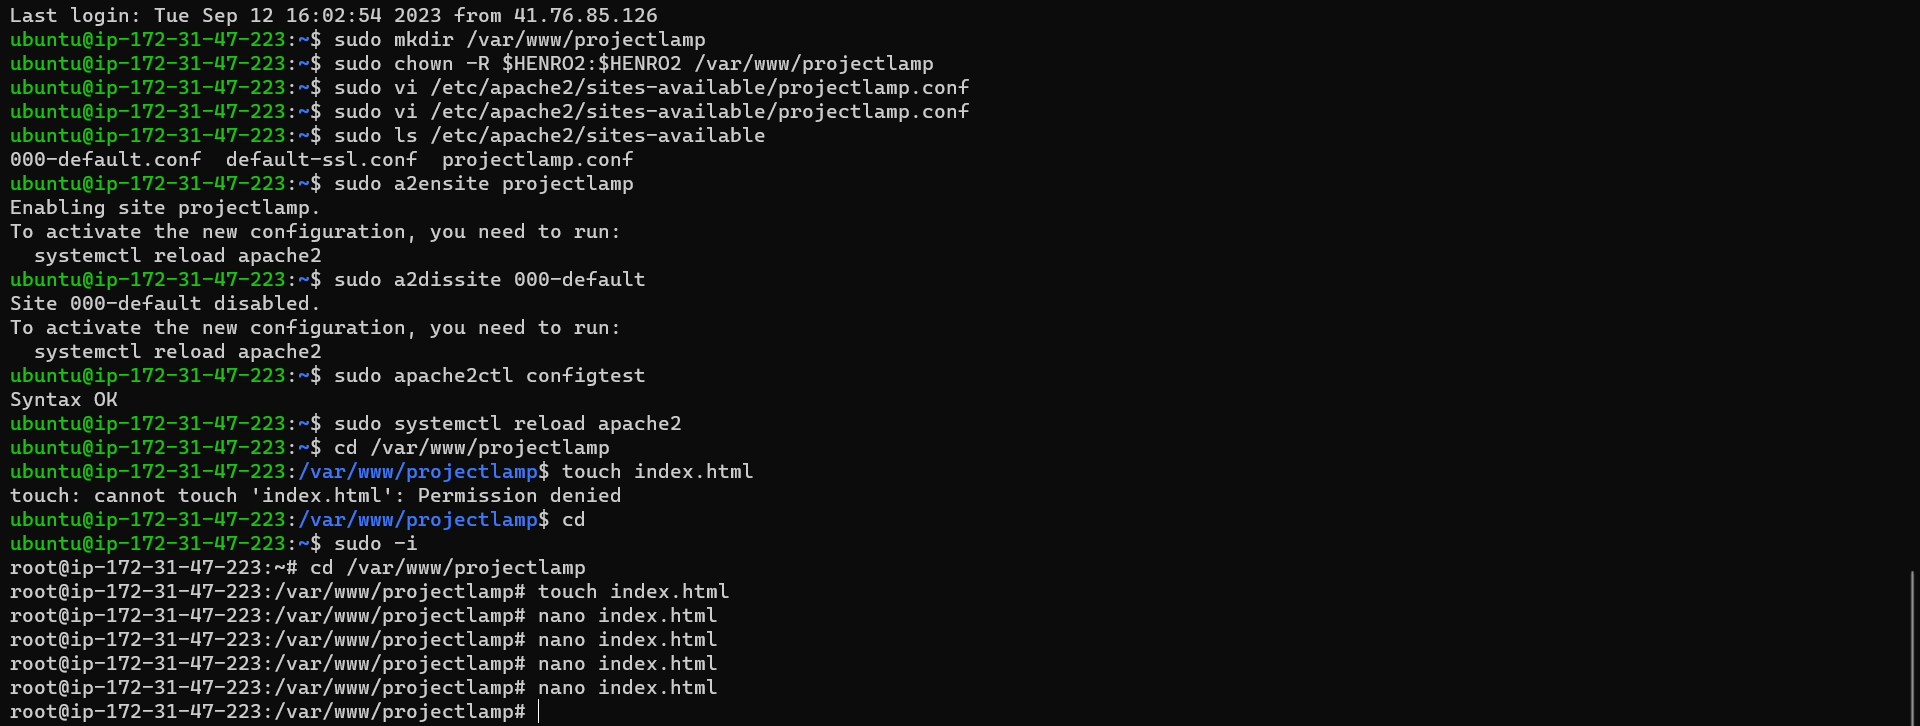 Last login: Tue Sep 12 16:02:54 2023 from 41.76.85.126
ubuntu@ip-172-31-47-223:~$ sudo mkdir /var/www/projectlamp
ubuntu@ip-172-31-47-223:~$ sudo chown -R $HENRO2:$HENRO2 /var/www/projectlamp
ubuntu@ip-172-31-47-223:~$ sudo vi /etc/apache2/sites-available/projectlamp.conf
ubuntu@ip-172-31-47-223:~$ sudo vi /etc/apache2/sites-available/projectlamp.conf
ubuntu@ip-172-31-47-223:~$ sudo ls /etc/apache2/sites-available
000-default.conf  default-ssl.conf  projectlamp.conf
ubuntu@ip-172-31-47-223:~$ sudo a2ensite projectlamp
Enabling site projectlamp.
To activate the new configuration, you need to run:
  systemctl reload apache2
ubuntu@ip-172-31-47-223:~$ sudo a2dissite 000-default
Site 000-default disabled.
To activate the new configuration, you need to run:
  systemctl reload apache2
ubuntu@ip-172-31-47-223:~$ sudo apache2ctl configtest
Syntax OK
ubuntu@ip-172-31-47-223:~$ sudo systemctl reload apache2
ubuntu@ip-172-31-47-223:~$ cd /var/www/projectlamp
ubuntu@ip-172-31-47-223:/var/www/projectlamp$ touch index.html
touch: cannot touch 'index.html': Permission denied
ubuntu@ip-172-31-47-223:/var/www/projectlamp$ cd
ubuntu@ip-172-31-47-223:~$ sudo -i
root@ip-172-31-47-223:~# cd /var/www/projectlamp
root@ip-172-31-47-223:/var/www/projectlamp# touch index.html
root@ip-172-31-47-223:/var/www/projectlamp# nano index.html
root@ip-172-31-47-223:/var/www/projectlamp# nano index.html
root@ip-172-31-47-223:/var/www/projectlamp# nano index.html
root@ip-172-31-47-223:/var/www/projectlamp# nano index.html
root@ip-172-31-47-223:/var/www/projectlamp#